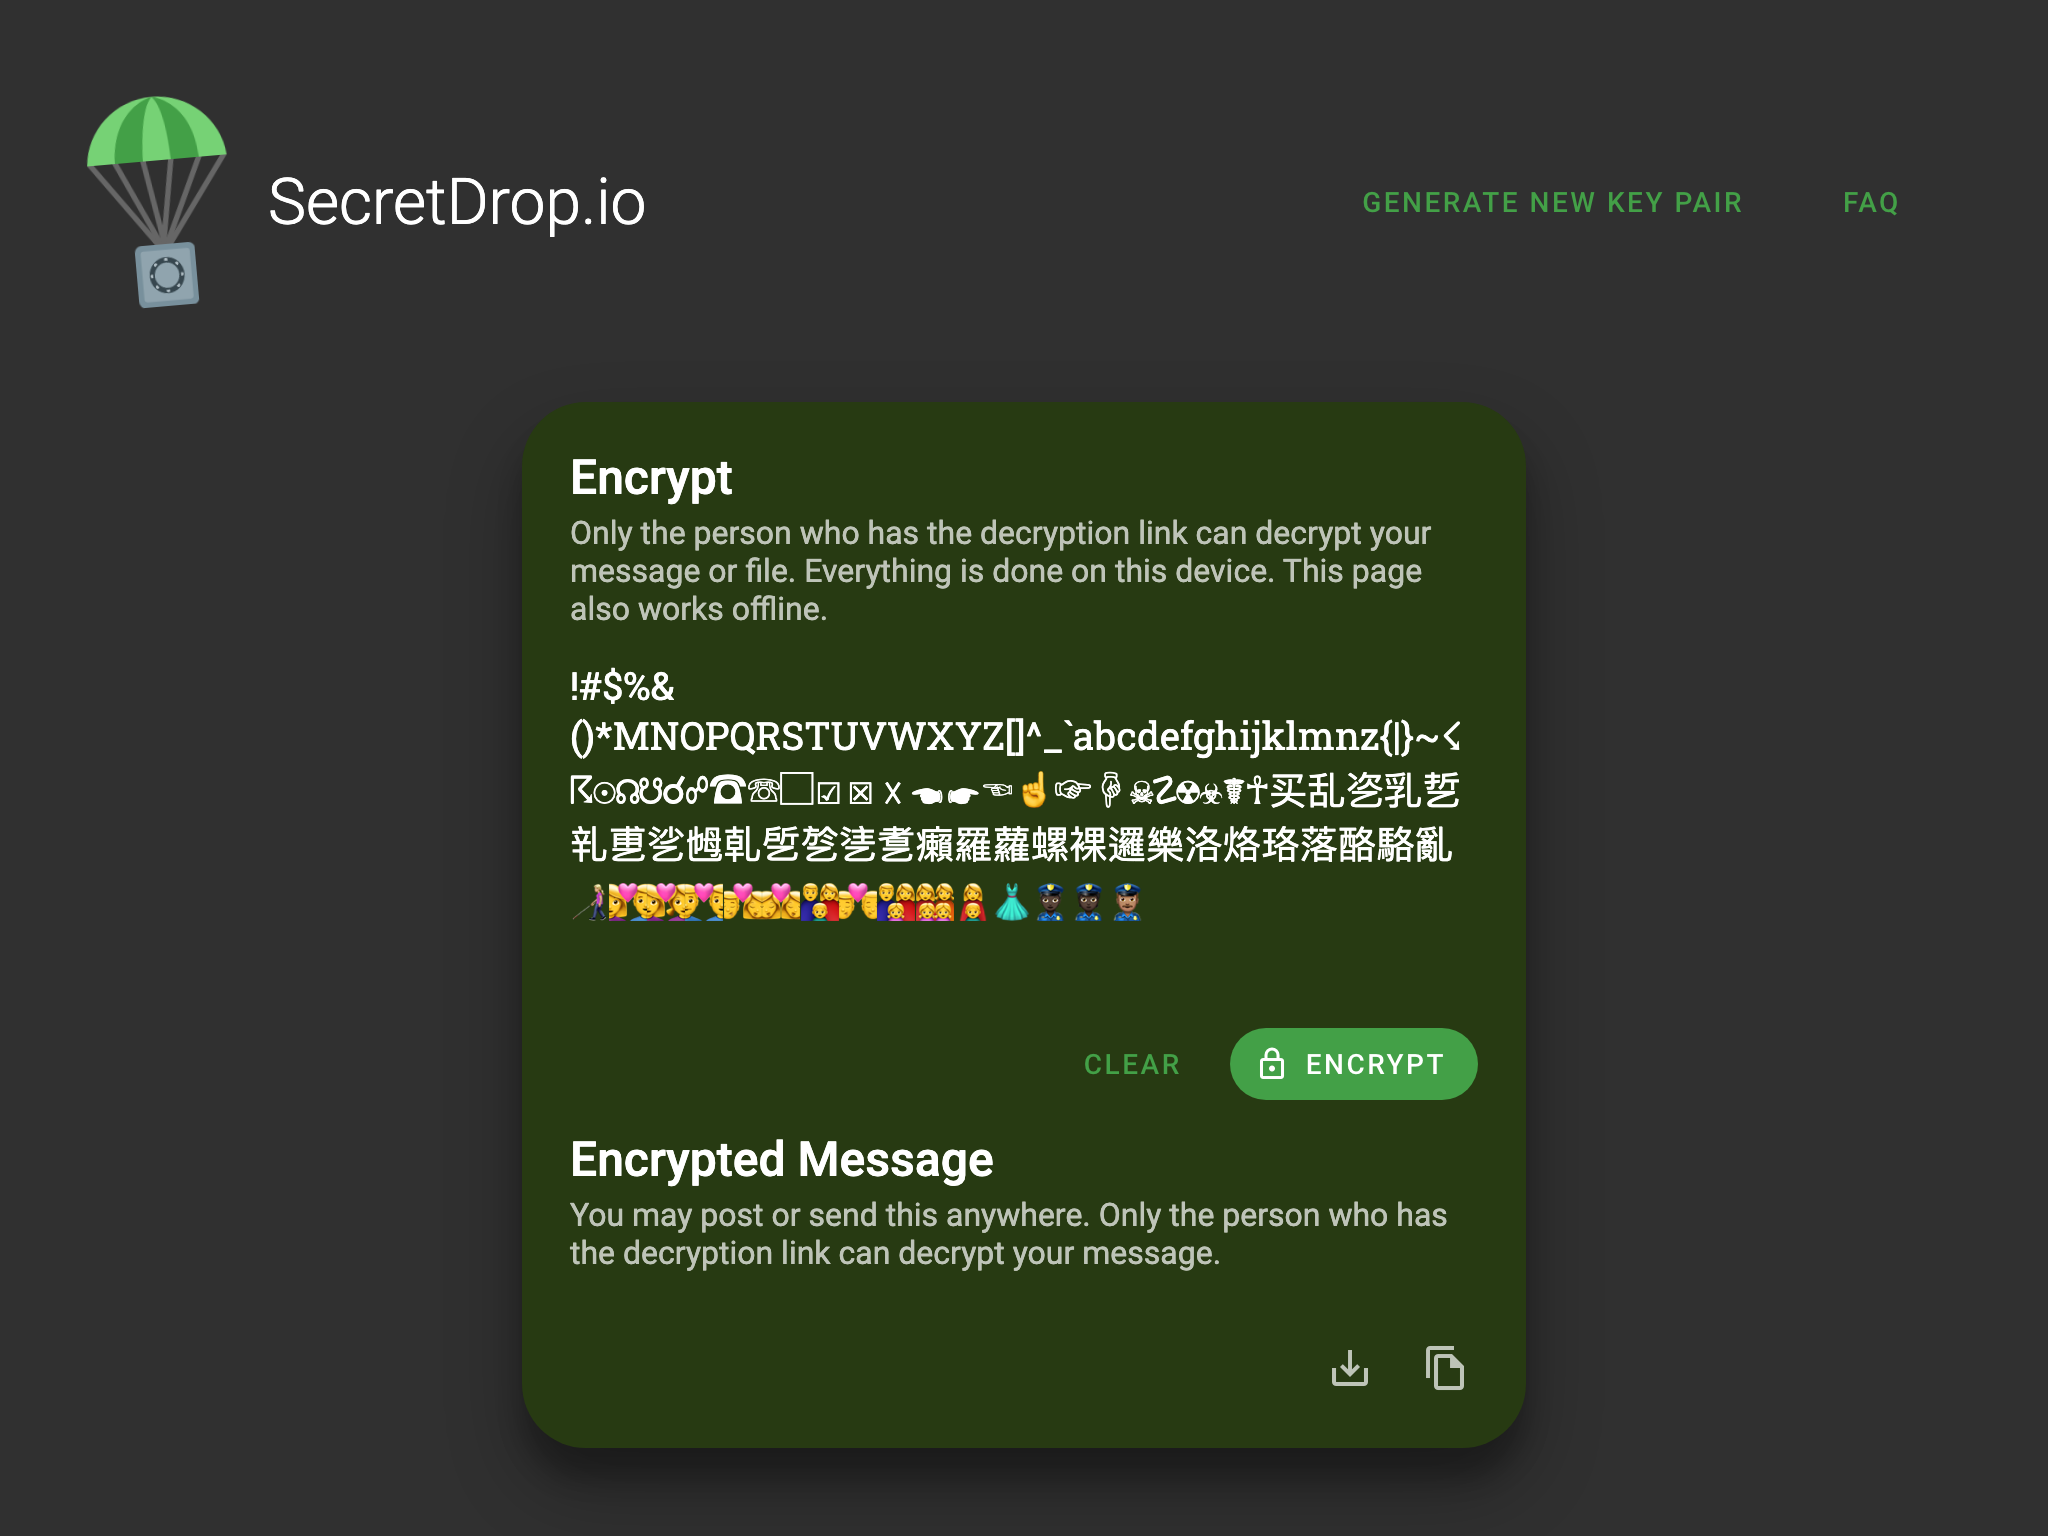 SecretDrop.io
GENERATE NEW KEY PAIR
FAQ
Encrypt
Only the person who has the decryption link can decrypt your
message or file. Everything is done on this device. This page
also works offline.
!#$%&
()*MNOPQRSTUVWXYZ[]^_`abcdefghijklmnz{|}~☇
☈☉☊☋☌☍☎☏☐☑☒☓☚☛☜☝☞☟☠☡☢☣☤☥买乱乲乳乴
乵乶乷乸乹乺乻乼乽癩羅蘿螺裸邏樂洛烙珞落酪駱亂
👗
CLEAR
ENCRYPT
Encrypted Message
You may post or send this anywhere. Only the person who has
the decryption link can decrypt your message.